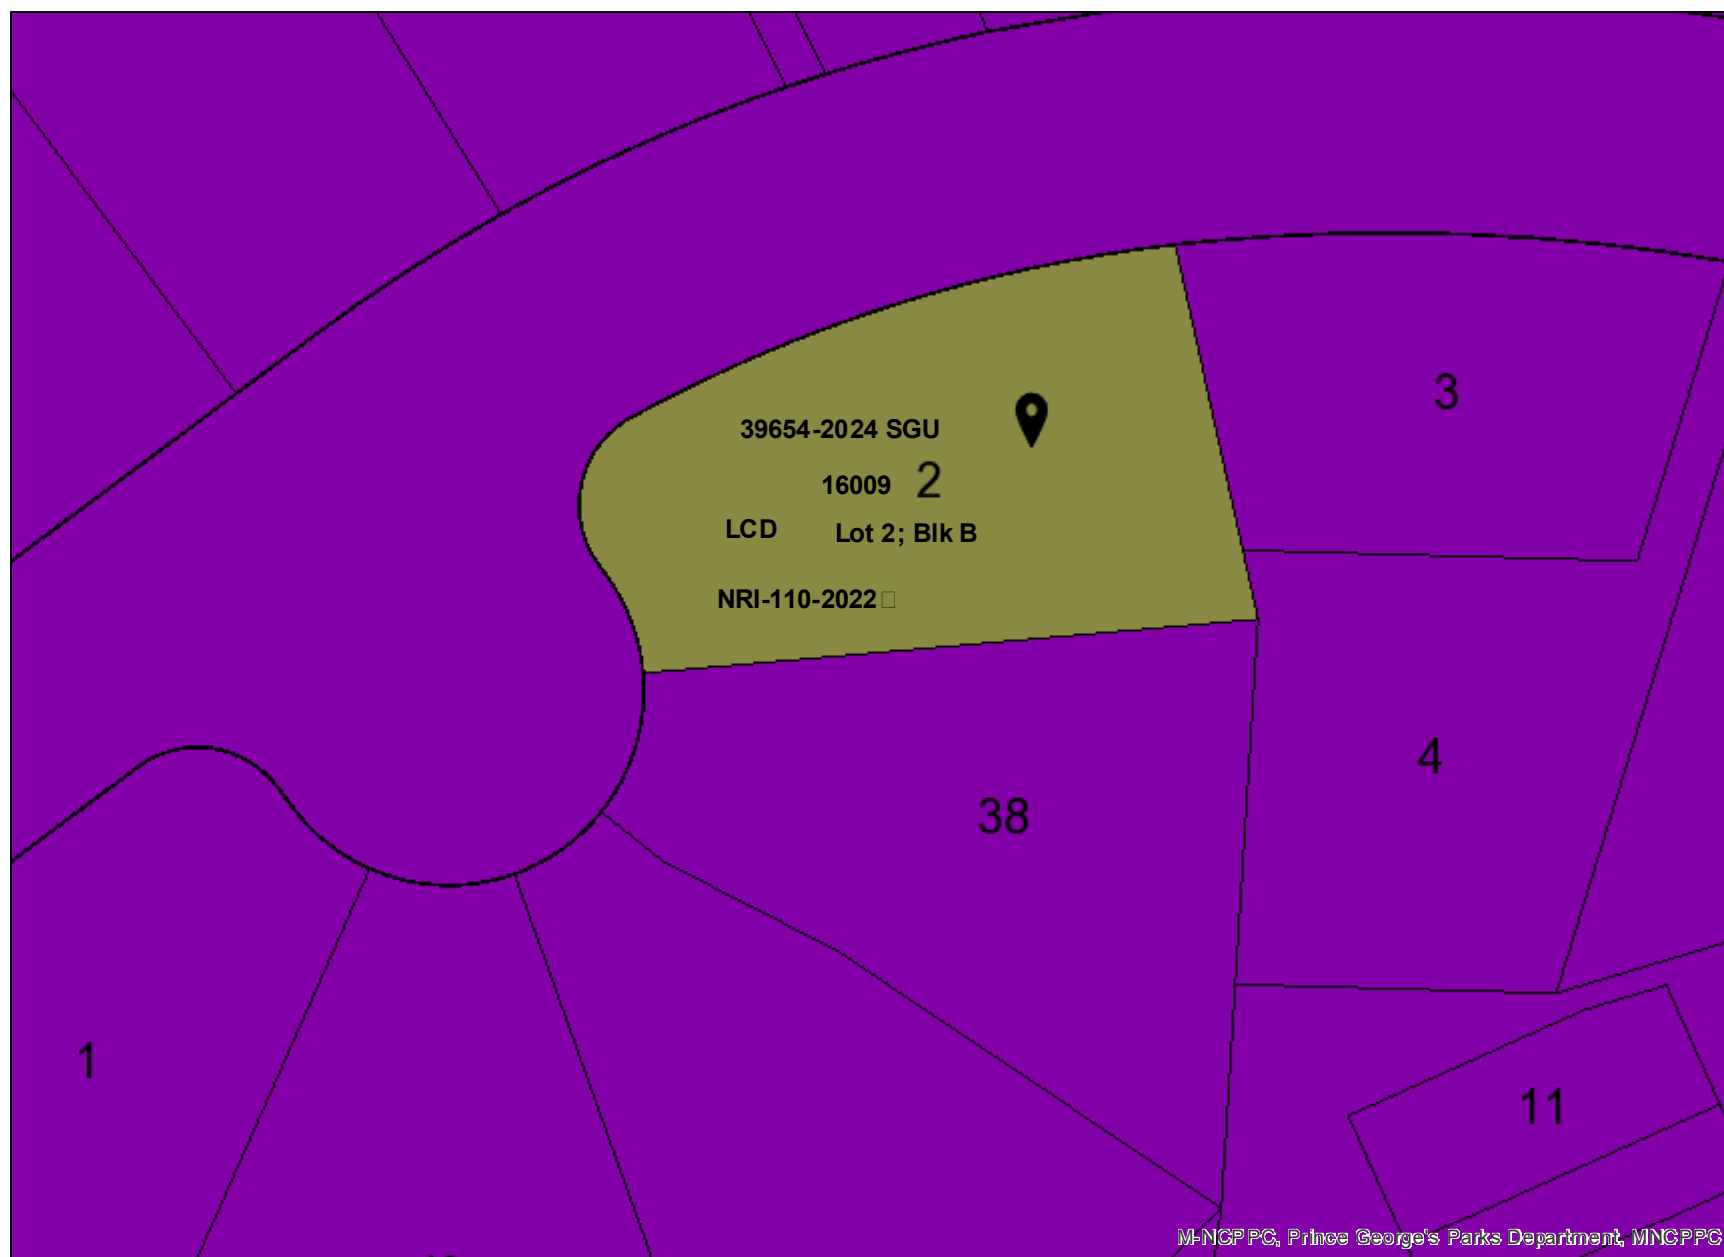 3
39654-2024 SGU
16009 2
LCD Lot 2; Blk B
NRI-110-2022
4
38
1
11
M-NCPPC, Prince George's Parks Department, MNCPPC